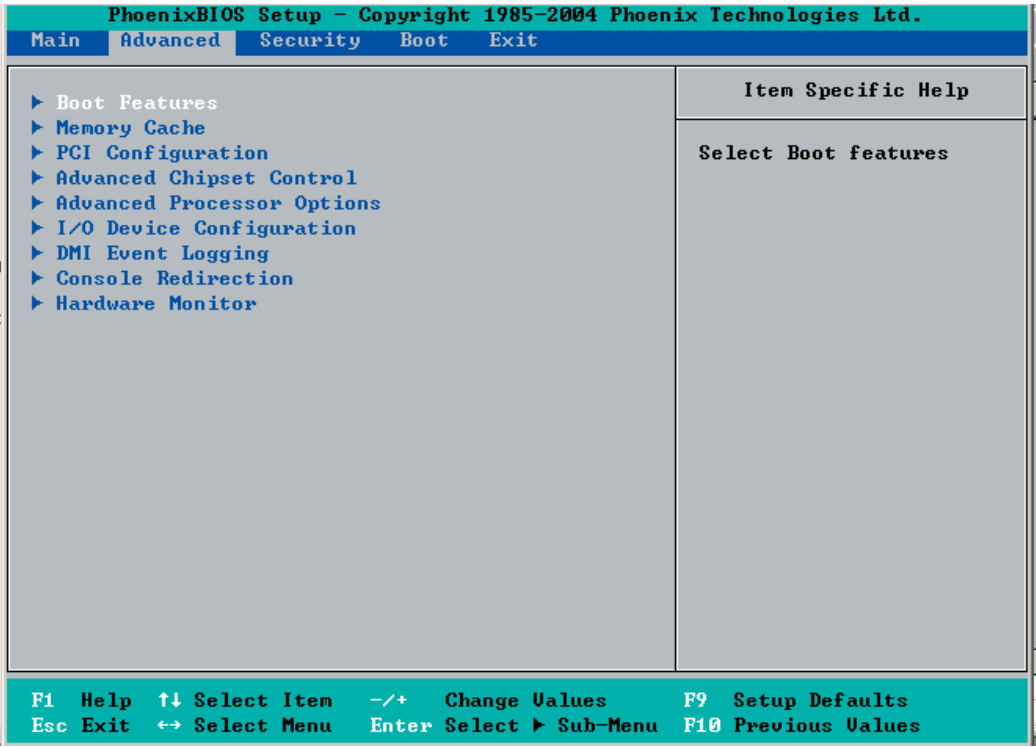 PhoenixBIOS Setup - Copyright 1985-2004 Phoenix Technologies Ltd.
Main Advanced Security Boot Exit
Boot Features
Memory Cache
PCI Configuration
Advanced Chipset Control
Advanced Processor Options
I/O Device Configuration
DMI Event Logging
Console Redirection
Hardware Monitor
Item Specific Help
Select Boot features
F1 Help ↑↓ Select Item -/+ Change Values F9 Setup Defaults
Esc Exit ↔ Select Menu Enter Select ▶ Sub-Menu F10 Previous Values